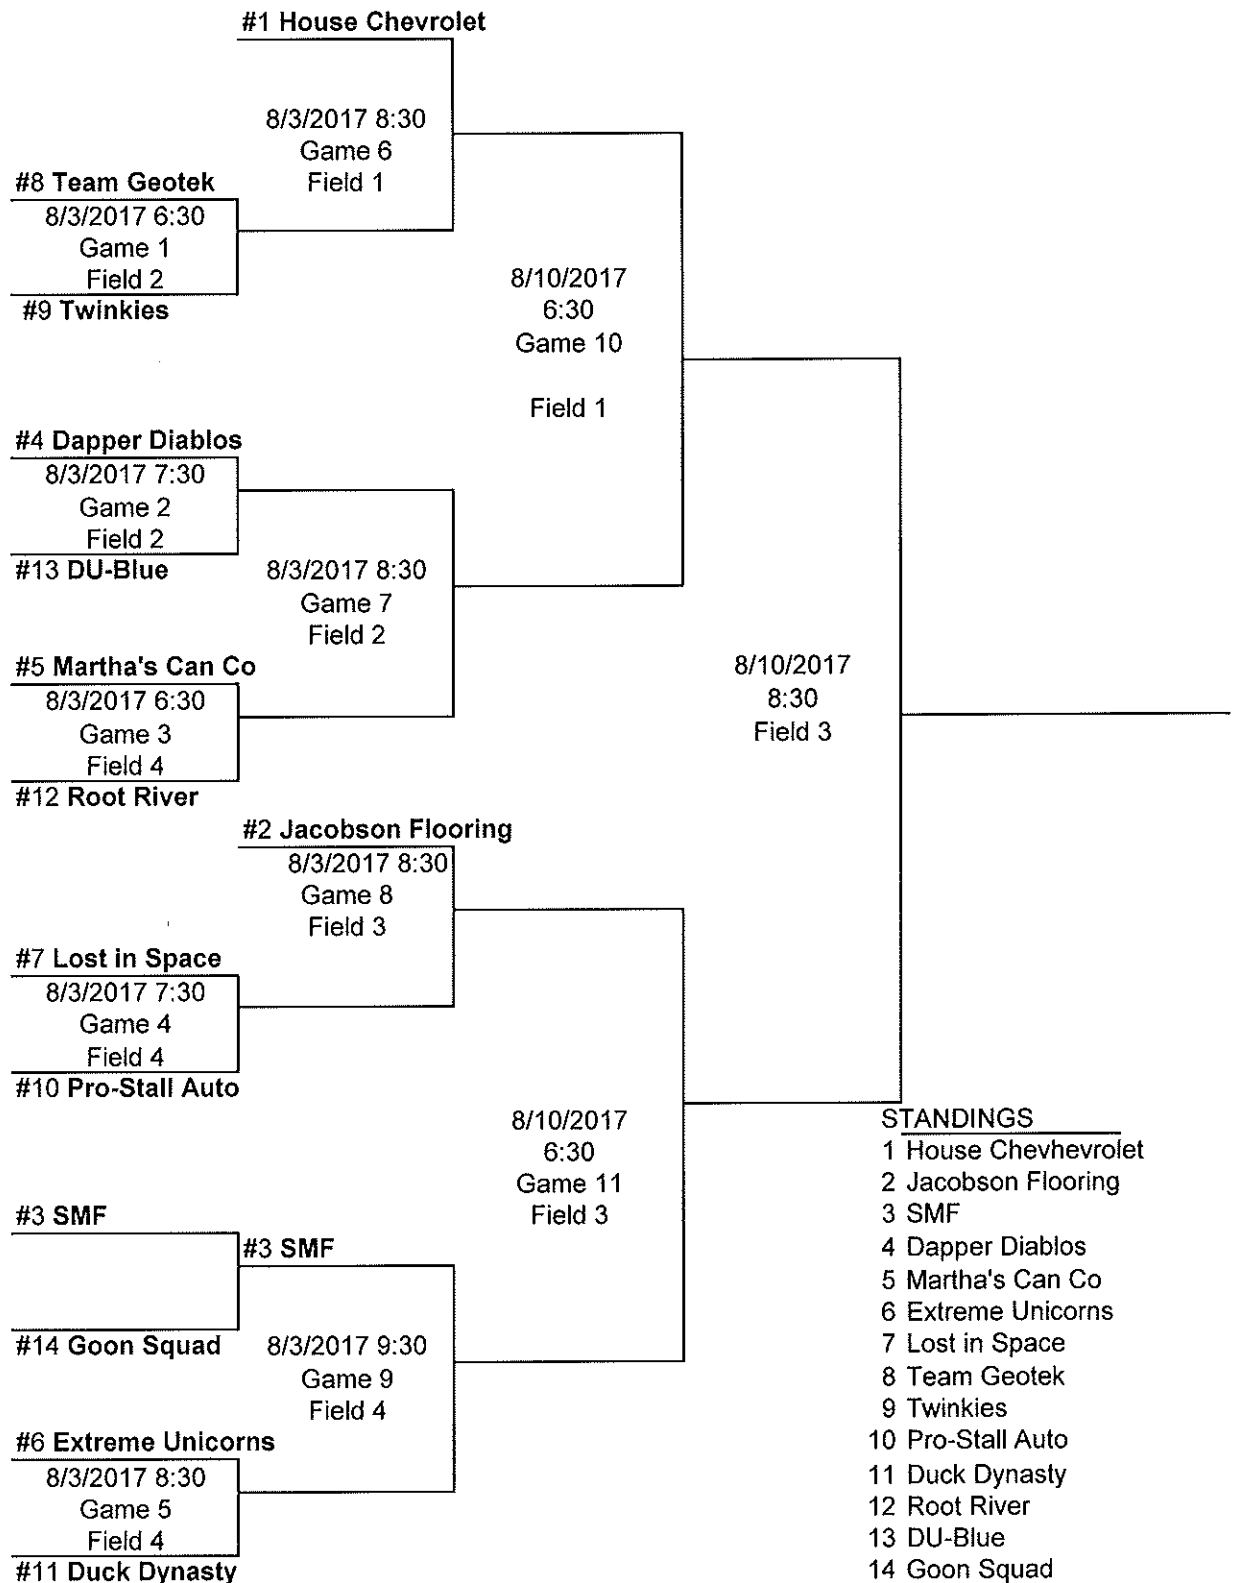 #1 House Chevrolet
8/3/2017 8:30
Game 6
Field 1
#8 Team Geotek
8/3/2017 6:30
Game 1
Field 2
#9 Twinkies
8/10/2017
6:30
Game 10
Field 1
#4 Dapper Diablos
8/3/2017 7:30
Game 2
Field 2
#13 DU-Blue
8/3/2017 8:30
Game 7
Field 2
#5 Martha's Can Co
8/3/2017 6:30
Game 3
Field 4
#12 Root River
8/10/2017
8:30
Field 3
#2 Jacobson Flooring
8/3/2017 8:30
Game 8
Field 3
#7 Lost in Space
8/3/2017 7:30
Game 4
Field 4
#10 Pro-Stall Auto
8/10/2017
6:30
Game 11
Field 3
#3 SMF
#3 SMF
#14 Goon Squad
8/3/2017 9:30
Game 9
Field 4
#6 Extreme Unicorns
8/3/2017 8:30
Game 5
Field 4
#11 Duck Dynasty
STANDINGS
1 House Chevhevrolet
2 Jacobson Flooring
3 SMF
4 Dapper Diablos
5 Martha's Can Co
6 Extreme Unicorns
7 Lost in Space
8 Team Geotek
9 Twinkies
10 Pro-Stall Auto
11 Duck Dynasty
12 Root River
13 DU-Blue
14 Goon Squad